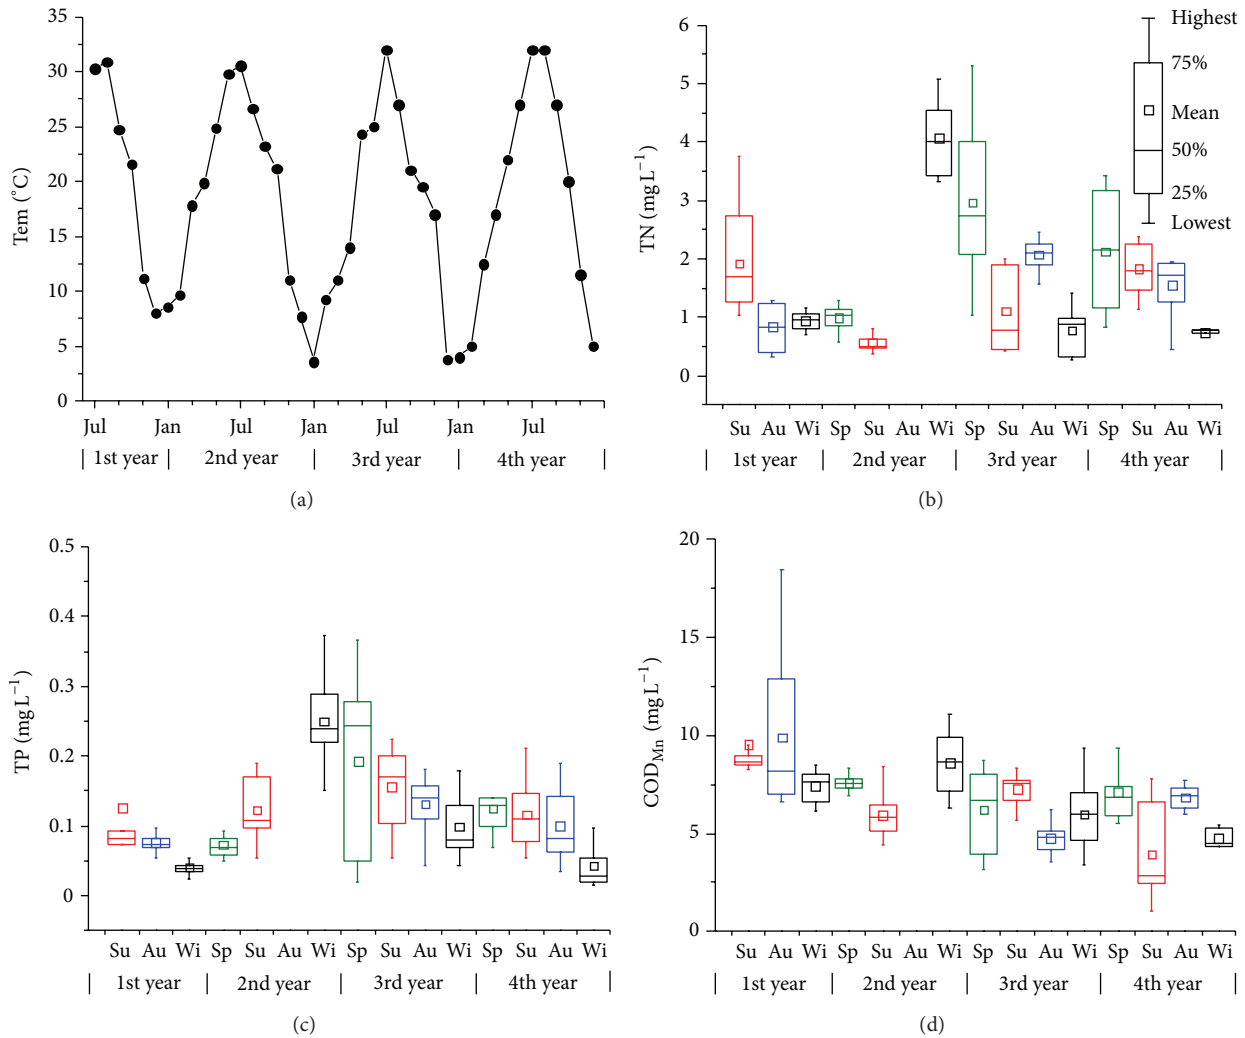 35
30
25
20
15
10
5
0
Tem (°C)
Jul Jan Jul Jan Jul Jan Jul
1st year 2nd year 3rd year 4th year
(a)
6
5
4
3
2
1
0
TN (mg L⁻¹)
Highest
75%
Mean
50%
25%
Lowest
Su Au Wi Sp Su Au Wi Sp Su Au Wi Sp Su Au Wi
1st year 2nd year 3rd year 4th year
(b)
0.5
0.4
0.3
0.2
0.1
0
TP (mg L⁻¹)
Su Au Wi Sp Su Au Wi Sp Su Au Wi Sp Su Au Wi
1st year 2nd year 3rd year 4th year
(c)
20
15
10
5
0
COD_Mn (mg L⁻¹)
Su Au Wi Sp Su Au Wi Sp Su Au Wi Sp Su Au Wi
1st year 2nd year 3rd year 4th year
(d)